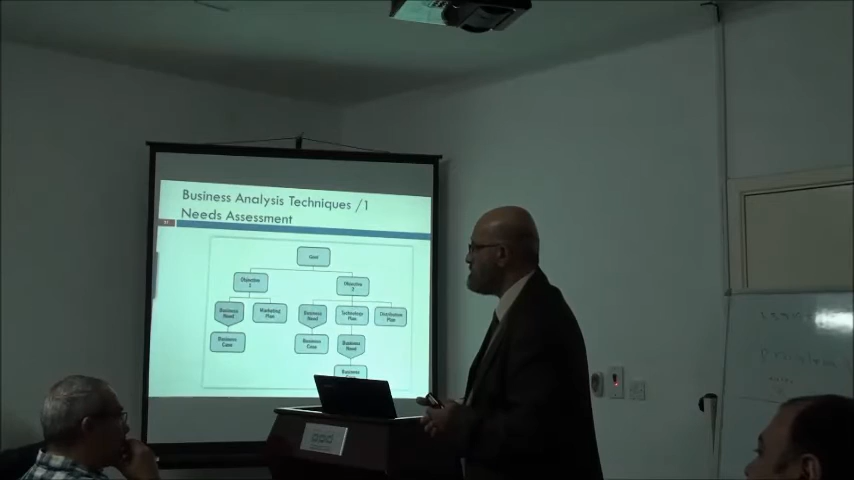 Business Analysis Techniques /1
Needs Assessment
Goal
Objective
1
Objective
2
Business
Need
Marketing
Plan
Business
Need
Technology
Plan
Distribution
Plan
Business
Case
Business
Case
Business
Need
Business